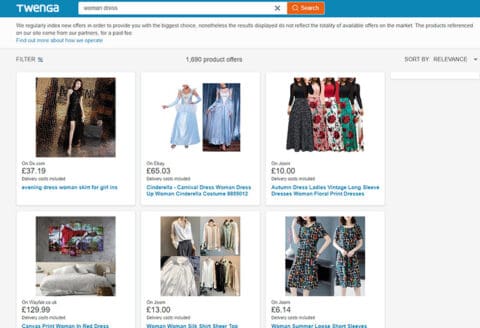 TWENGA
woman dress
Search
We regularly index new offers in order to provide you with the biggest choice, nonetheless the results displayed do not reflect the totality of available offers on the market. The products referenced
on our site come from our partners, for a paid fee.
Find out more about how we operate
FILTER
1,690 product offers
SORT BY: RELEVANCE
On Dx.com
£37.19
Delivery costs included
evening dress woman skirt for girl ins
On Ebay
£65.03
Delivery costs included
Cinderella - Carnival Dress Woman Dress
Up Woman Cinderella Costume 8659012
On Joom
£10.00
Delivery costs included
Autumn Dress Ladies Vintage Long Sleeve
Dresses Woman Floral Print Dresses
On Wayfair.co.uk
£129.99
Delivery costs included
Canvas Print Woman In Red Dress
On Joom
£13.00
Delivery costs included
Woman Woman Silk Shirt Sheer Top
On Joom
£6.14
Delivery costs included
Woman Summer Loose Short Sleeves